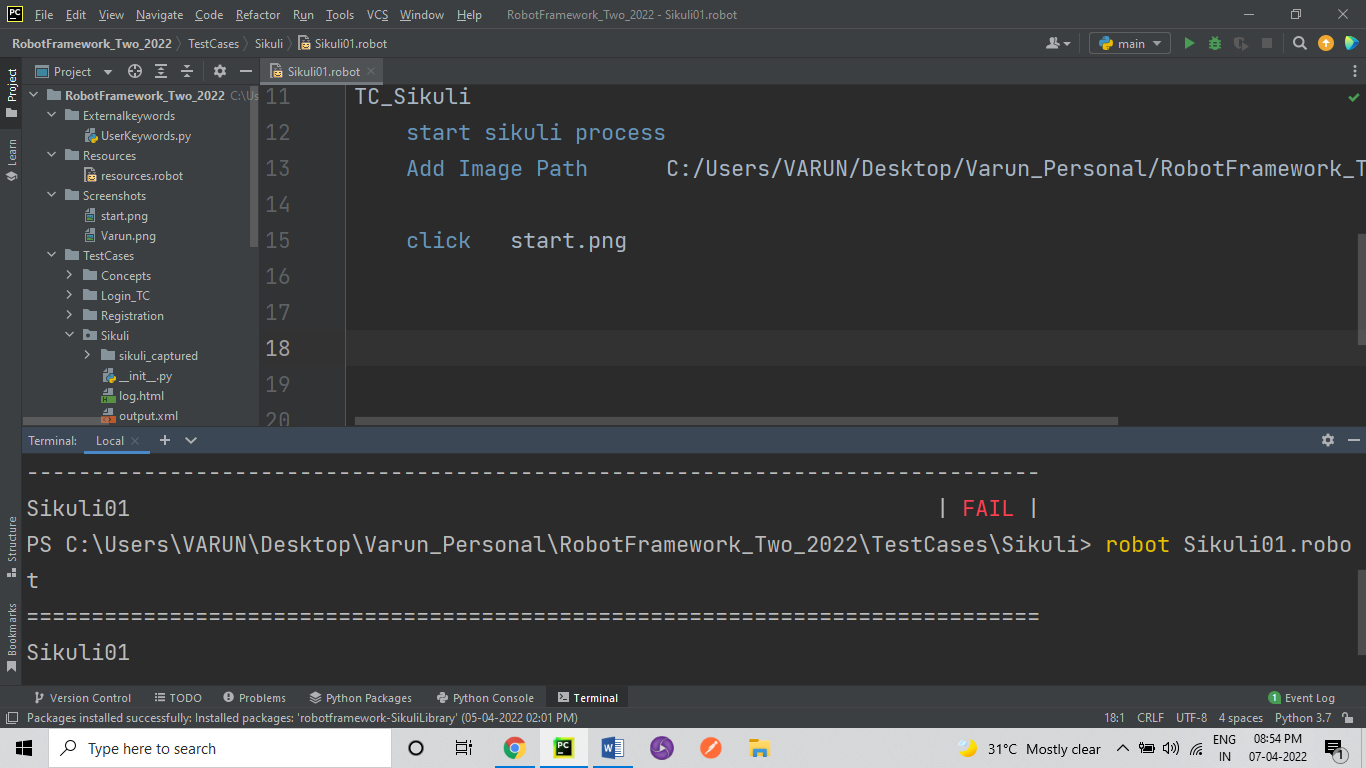 PC File Edit View Navigate Code Refactor Run Tools VCS Window Help RobotFramework_Two_2022 - Sikuli01.robot
RobotFramework_Two_2022 TestCases Sikuli Sikuli01.robot main
Project Sikuli01.robot
RobotFramework_Two_2022 C:\Us
Externalkeywords
UserKeywords.py
Resources
resources.robot
Screenshots
start.png
Varun.png
TestCases
Concepts
Login_TC
Registration
Sikuli
sikuli_captured
__init__.py
log.html
output.xml
Project
Learn
Structure
Bookmarks
11 TC_Sikuli
12 start sikuli process
13 Add Image Path C:/Users/VARUN/Desktop/Varun_Personal/RobotFramework_T
14
15 click start.png
16
17
18
19
20
Terminal: Local
-------------------------------------------------------------------------------
Sikuli01 | FAIL |
PS C:\Users\VARUN\Desktop\Varun_Personal\RobotFramework_Two_2022\TestCases\Sikuli> robot Sikuli01.robo
t
==============================================================================
Sikuli01
Version Control TODO Problems Python Packages Python Console Terminal 1 Event Log
Packages installed successfully: Installed packages: 'robotframework-SikuliLibrary' (05-04-2022 02:01 PM) 18:1 CRLF UTF-8 4 spaces Python 3.7
Type here to search PC W 31°C Mostly clear ENG 08:54 PM
IN 07-04-2022 1